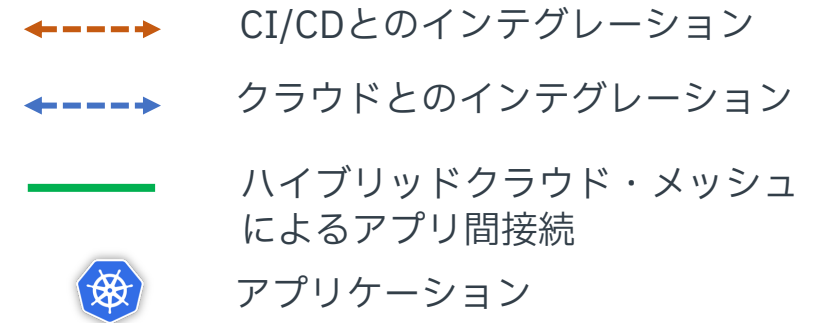 CI/CDとのインテグレーション
クラウドとのインテグレーション
ハイブリッドクラウド・メッシュ
によるアプリ間接続
アプリケーション